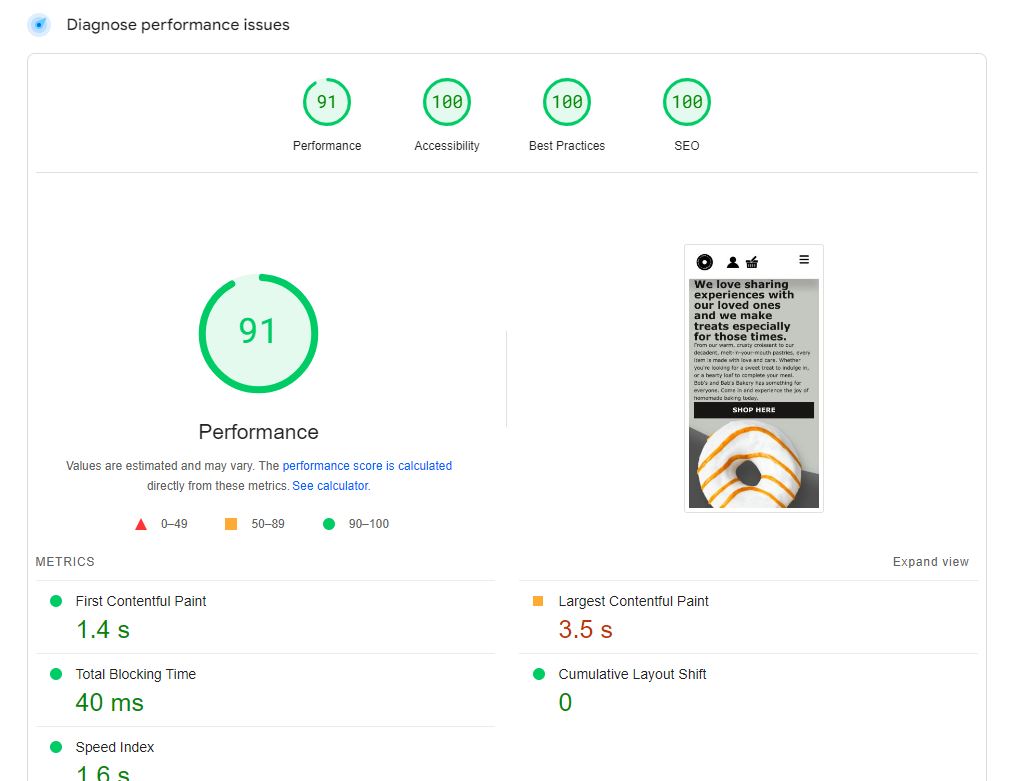 Diagnose performance issues
91
100
100
100
Performance
Accessibility
Best Practices
SEO
91
Performance
Values are estimated and may vary. The performance score is calculated
directly from these metrics. See calculator.
0–49
50–89
90–100
We love sharing
experiences with
our loved ones
and we make
treats especially
for those times.
From our warm, crusty croissant to our
decadent, melt-in-your-mouth pastries, every
item is made with love and care. Whether
you're looking for a sweet treat to indulge in,
or a hearty loaf to complete your meal.
Bob's and Bab's Bakery has something for
everyone. Come in and experience the joy of
homemade baking today.
SHOP HERE
METRICS
Expand view
First Contentful Paint
1.4 s
Largest Contentful Paint
3.5 s
Total Blocking Time
40 ms
Cumulative Layout Shift
0
Speed Index
1.6 s